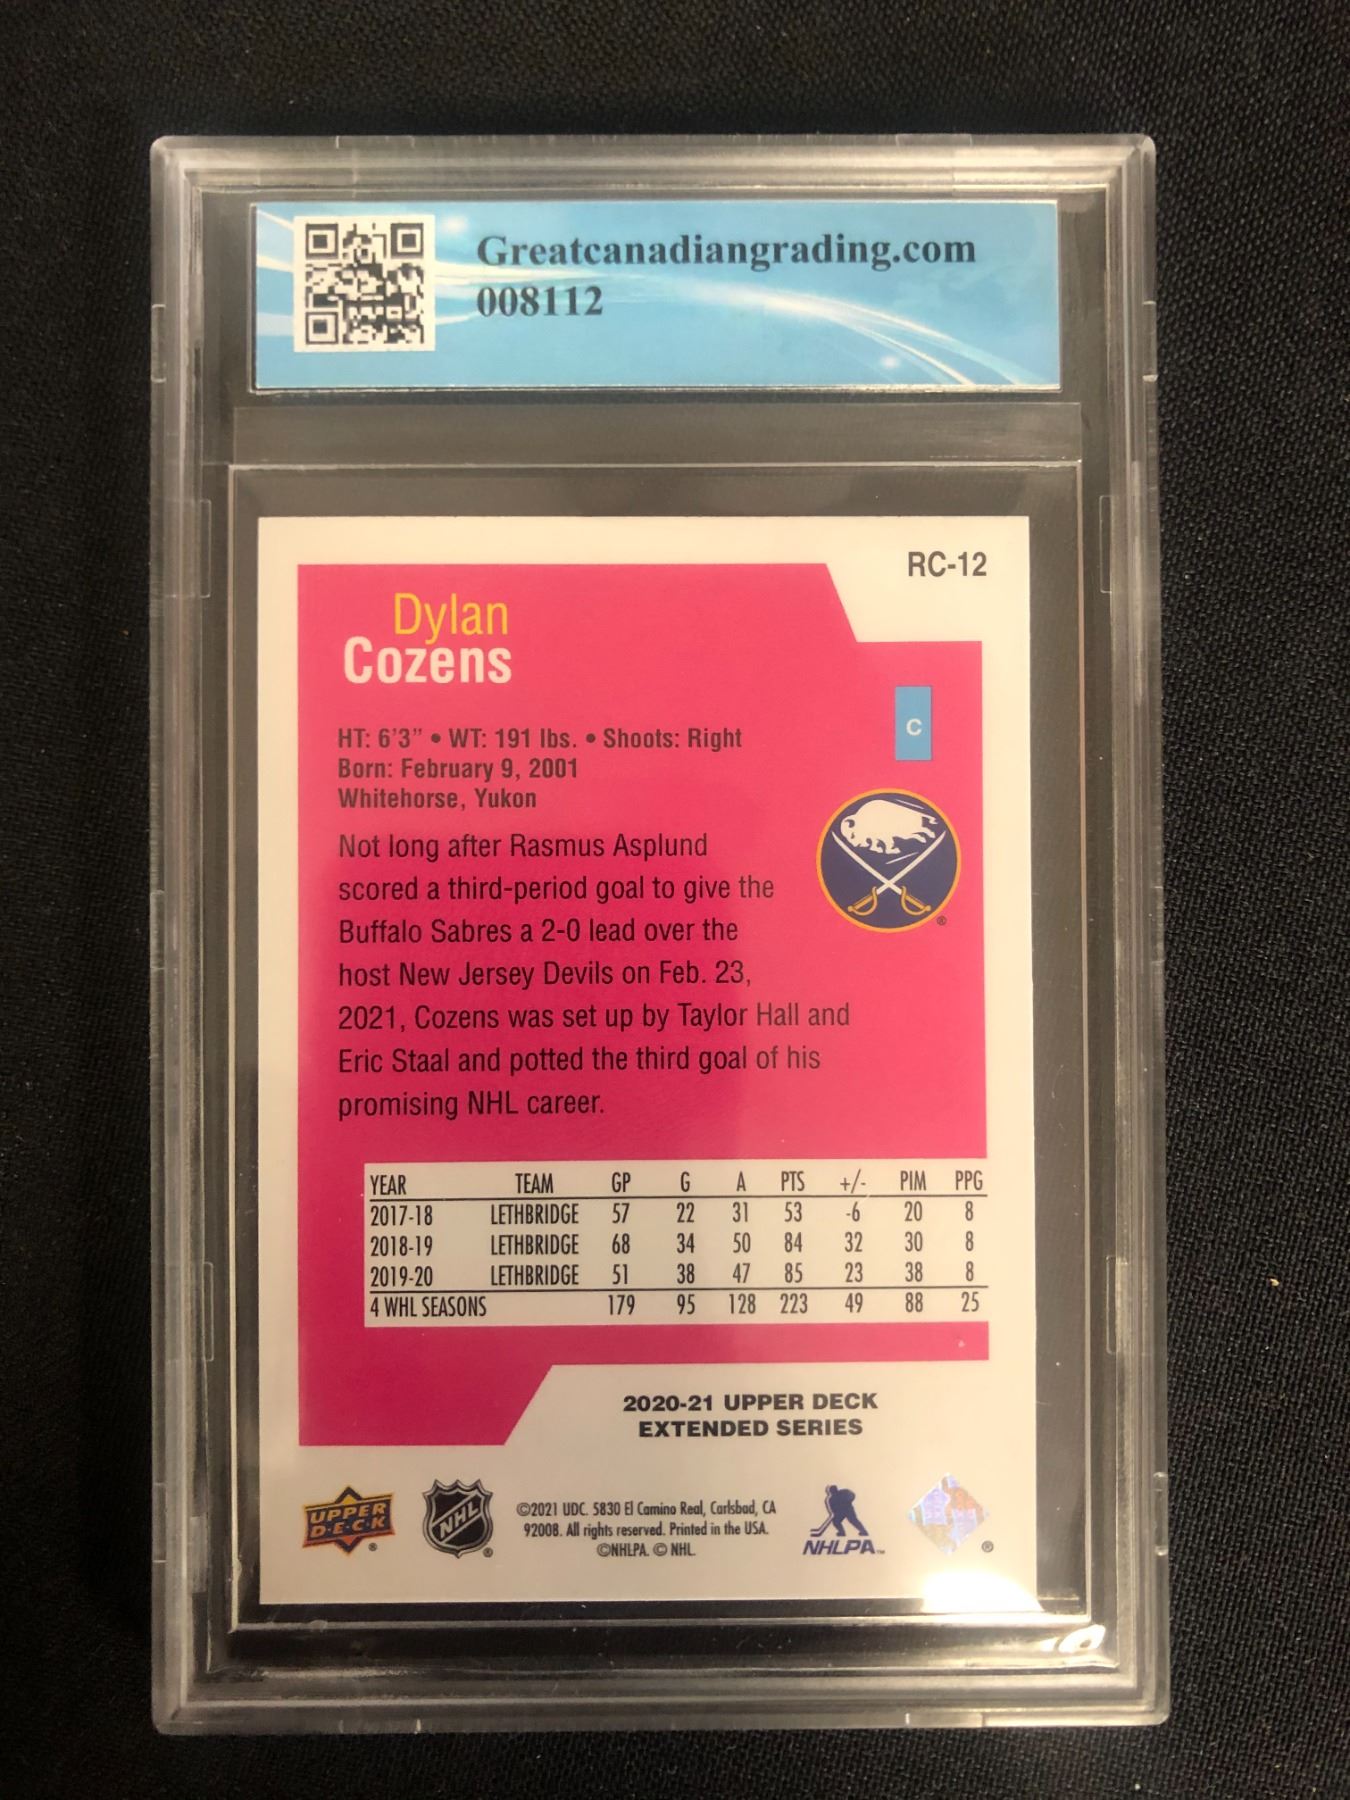 Greatcanadiangrading.com
008112
RC-12
Dylan
Cozens
C
HT: 6'3" • WT: 191 lbs. • Shoots: Right
Born: February 9, 2001
Whitehorse, Yukon
Not long after Rasmus Asplund
scored a third-period goal to give the
Buffalo Sabres a 2-0 lead over the
host New Jersey Devils on Feb. 23,
2021, Cozens was set up by Taylor Hall and
Eric Staal and potted the third goal of his
promising NHL career.
YEAR TEAM GP G A PTS +/- PIM PPG
2017-18 LETHBRIDGE 57 22 31 53 -6 20 8
2018-19 LETHBRIDGE 68 34 50 84 32 30 8
2019-20 LETHBRIDGE 51 38 47 85 23 38 8
4 WHL SEASONS 179 95 128 223 49 88 25
2020-21 UPPER DECK
EXTENDED SERIES
UPPER
D·E·C·K
NHL
©2021 UDC. 5830 El Camino Real, Carlsbad, CA
92008. All rights reserved. Printed in the USA.
©NHLPA. © NHL.
NHLPA™